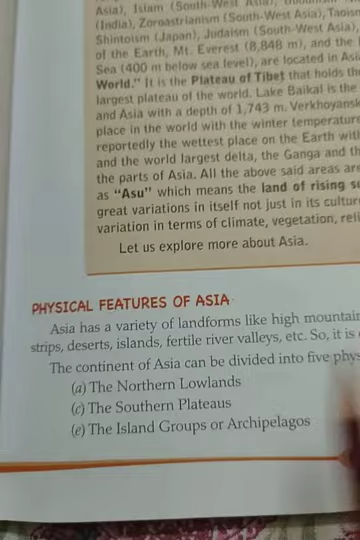 Asia), Islam (South-West Asia),
(India), Zoroastrianism (South-West Asia), Taoism
Shintoism (Japan), Judaism (South-West Asia),
of the Earth, Mt. Everest (8,848 m), and the
Sea (400 m below sea level), are located in Asi
World." It is the Plateau of Tibet that holds th
largest plateau of the world. Lake Baikal is the
and Asia with a depth of 1,743 m. Verkhoyansk
place in the world with the winter temperature
reportedly the wettest place on the Earth with
and the world largest delta, the Ganga and th
the parts of Asia. All the above said areas are
as "Asu" which means the land of rising s
great variations in itself not just in its cultur
variation in terms of climate, vegetation, reli
Let us explore more about Asia.
PHYSICAL FEATURES OF ASIA
Asia has a variety of landforms like high mountain
strips, deserts, islands, fertile river valleys, etc. So, it is
The continent of Asia can be divided into five phys
(a) The Northern Lowlands
(c) The Southern Plateaus
(e) The Island Groups or Archipelagos